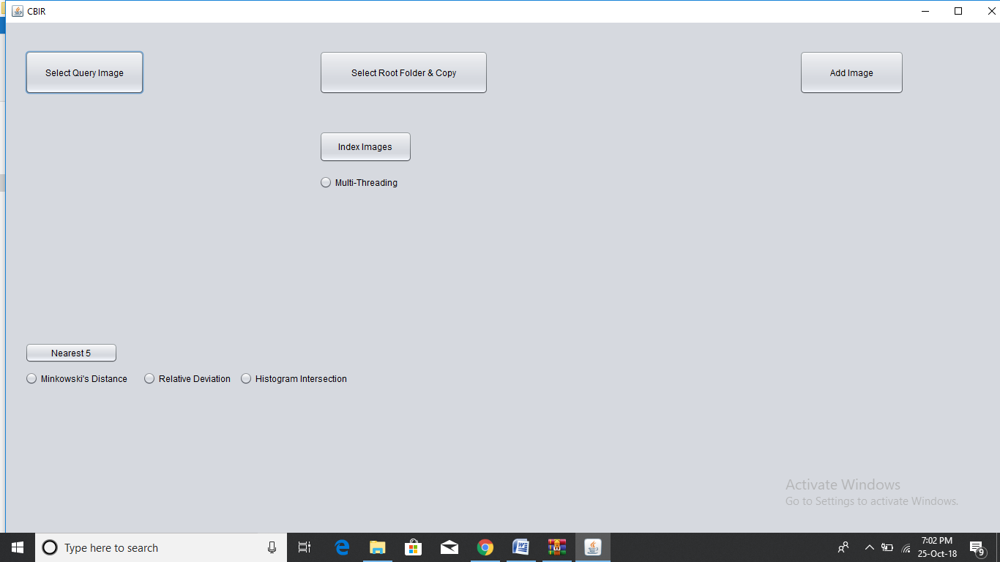 CBIR
Select Query Image
Select Root Folder & Copy
Add Image
Index Images
Multi-Threading
Nearest 5
Minkowski's Distance
Relative Deviation
Histogram Intersection
Activate Windows
Go to Settings to activate Windows.
Type here to search
7:02 PM
25-Oct-18
9